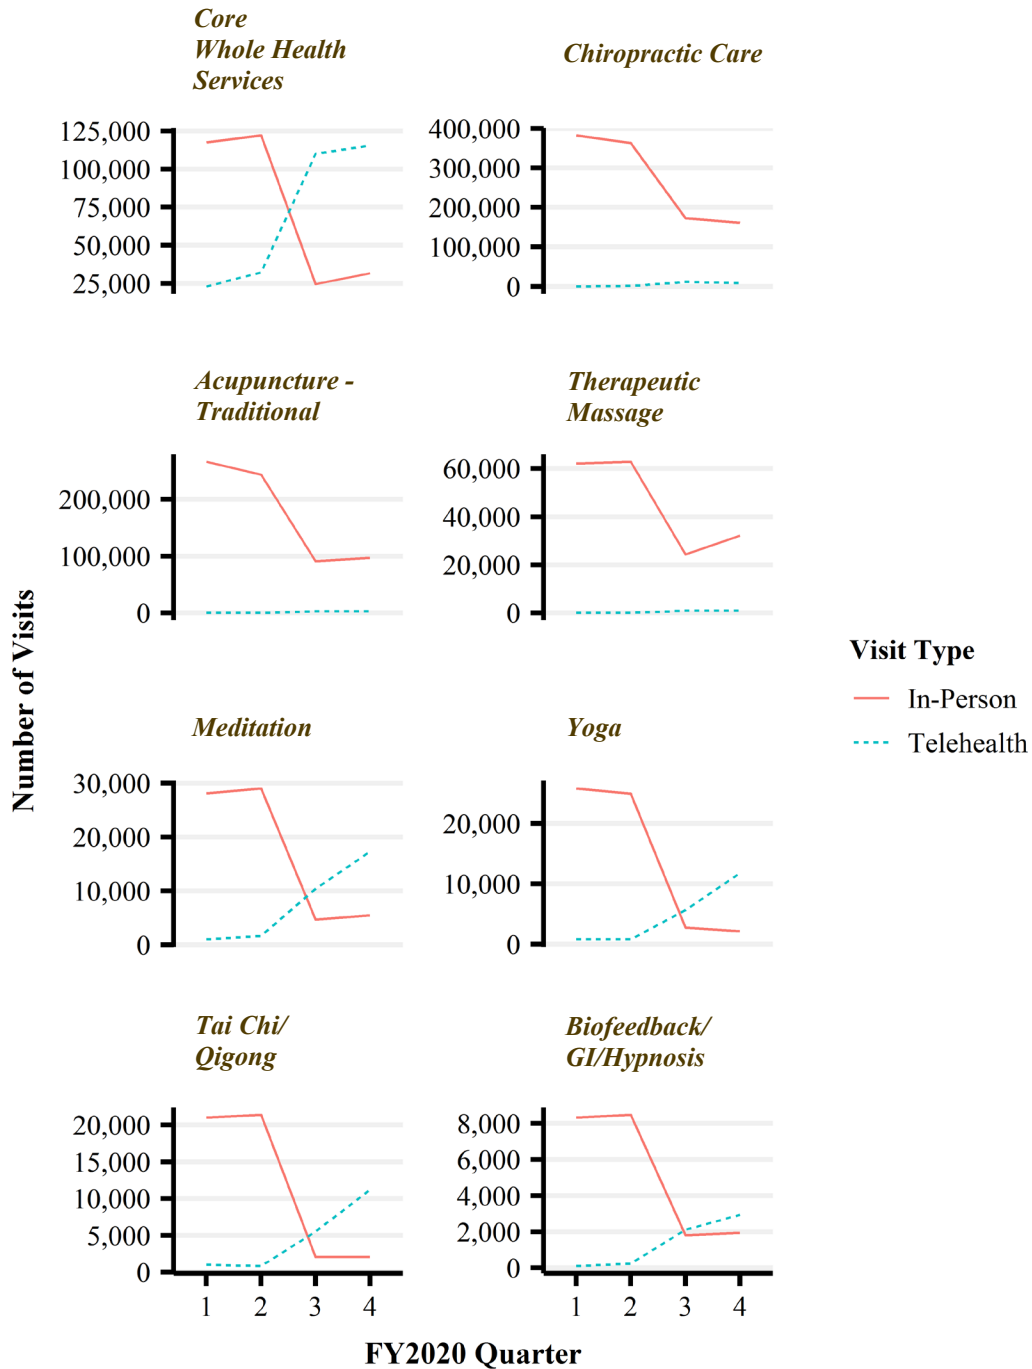 Core
Whole Health
Services
125,000
100,000
75,000
50,000
25,000
Chiropractic Care
400,000
300,000
200,000
100,000
0
Acupuncture -
Traditional
200,000
100,000
0
Therapeutic
Massage
60,000
40,000
20,000
0
Meditation
30,000
20,000
10,000
0
Yoga
20,000
10,000
0
Tai Chi/
Qigong
20,000
15,000
10,000
5,000
0
1 2 3 4
Biofeedback/
GI/Hypnosis
8,000
6,000
4,000
2,000
0
1 2 3 4
Number of Visits
FY2020 Quarter
Visit Type
In-Person
Telehealth